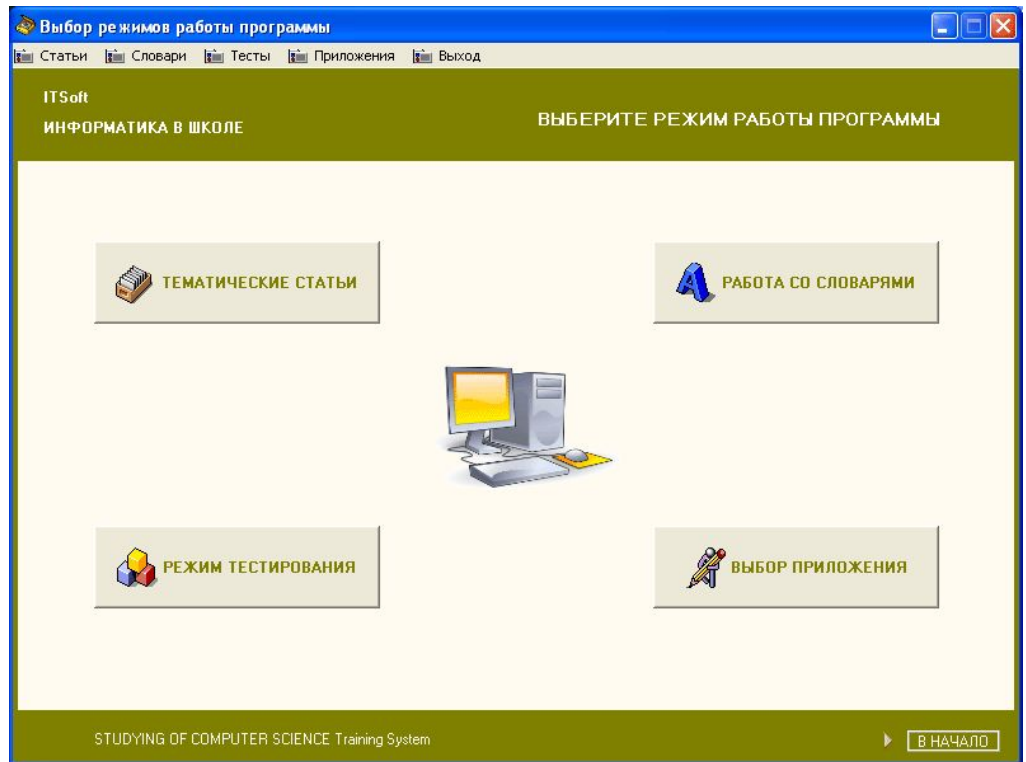 Выбор режимов работы программы
Статьи Словари Тесты Приложения Выход
ITSoft
ИНФОРМАТИКА В ШКОЛЕ
ВЫБЕРИТЕ РЕЖИМ РАБОТЫ ПРОГРАММЫ
ТЕМАТИЧЕСКИЕ СТАТЬИ
РАБОТА СО СЛОВАРЯМИ
РЕЖИМ ТЕСТИРОВАНИЯ
ВЫБОР ПРИЛОЖЕНИЯ
STUDYING OF COMPUTER SCIENCE Training System
В НАЧАЛО